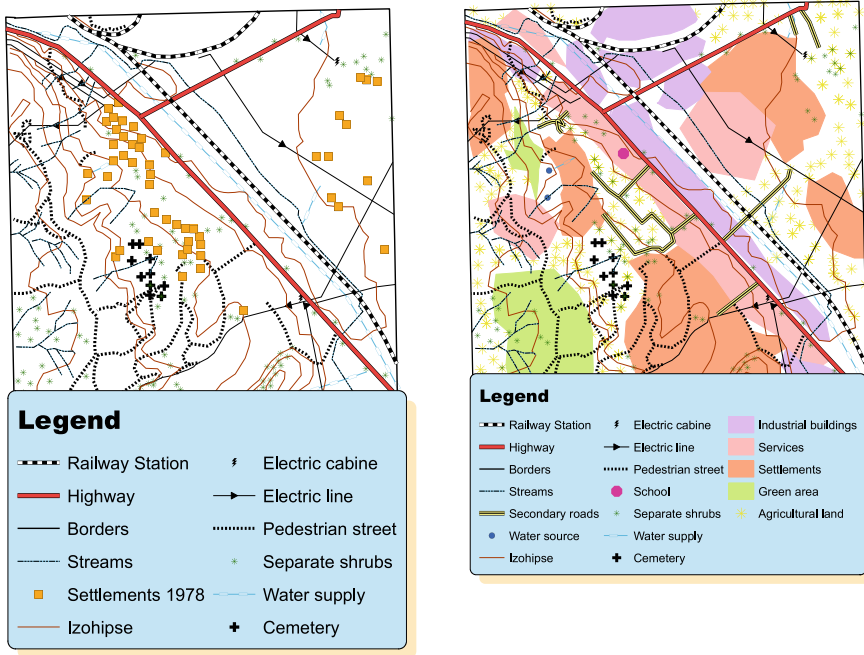 Legend
Railway Station
Electric cabine
Highway
Electric line
Borders
Pedestrian street
Streams
Separate shrubs
Settlements 1978
Water supply
Izohipse
Cemetery
Legend
Railway Station
Electric cabine
Industrial buildings
Highway
Electric line
Services
Borders
Pedestrian street
Settlements
Streams
School
Green area
Secondary roads
Separate shrubs
Agricultural land
Water source
Water supply
Izohipse
Cemetery